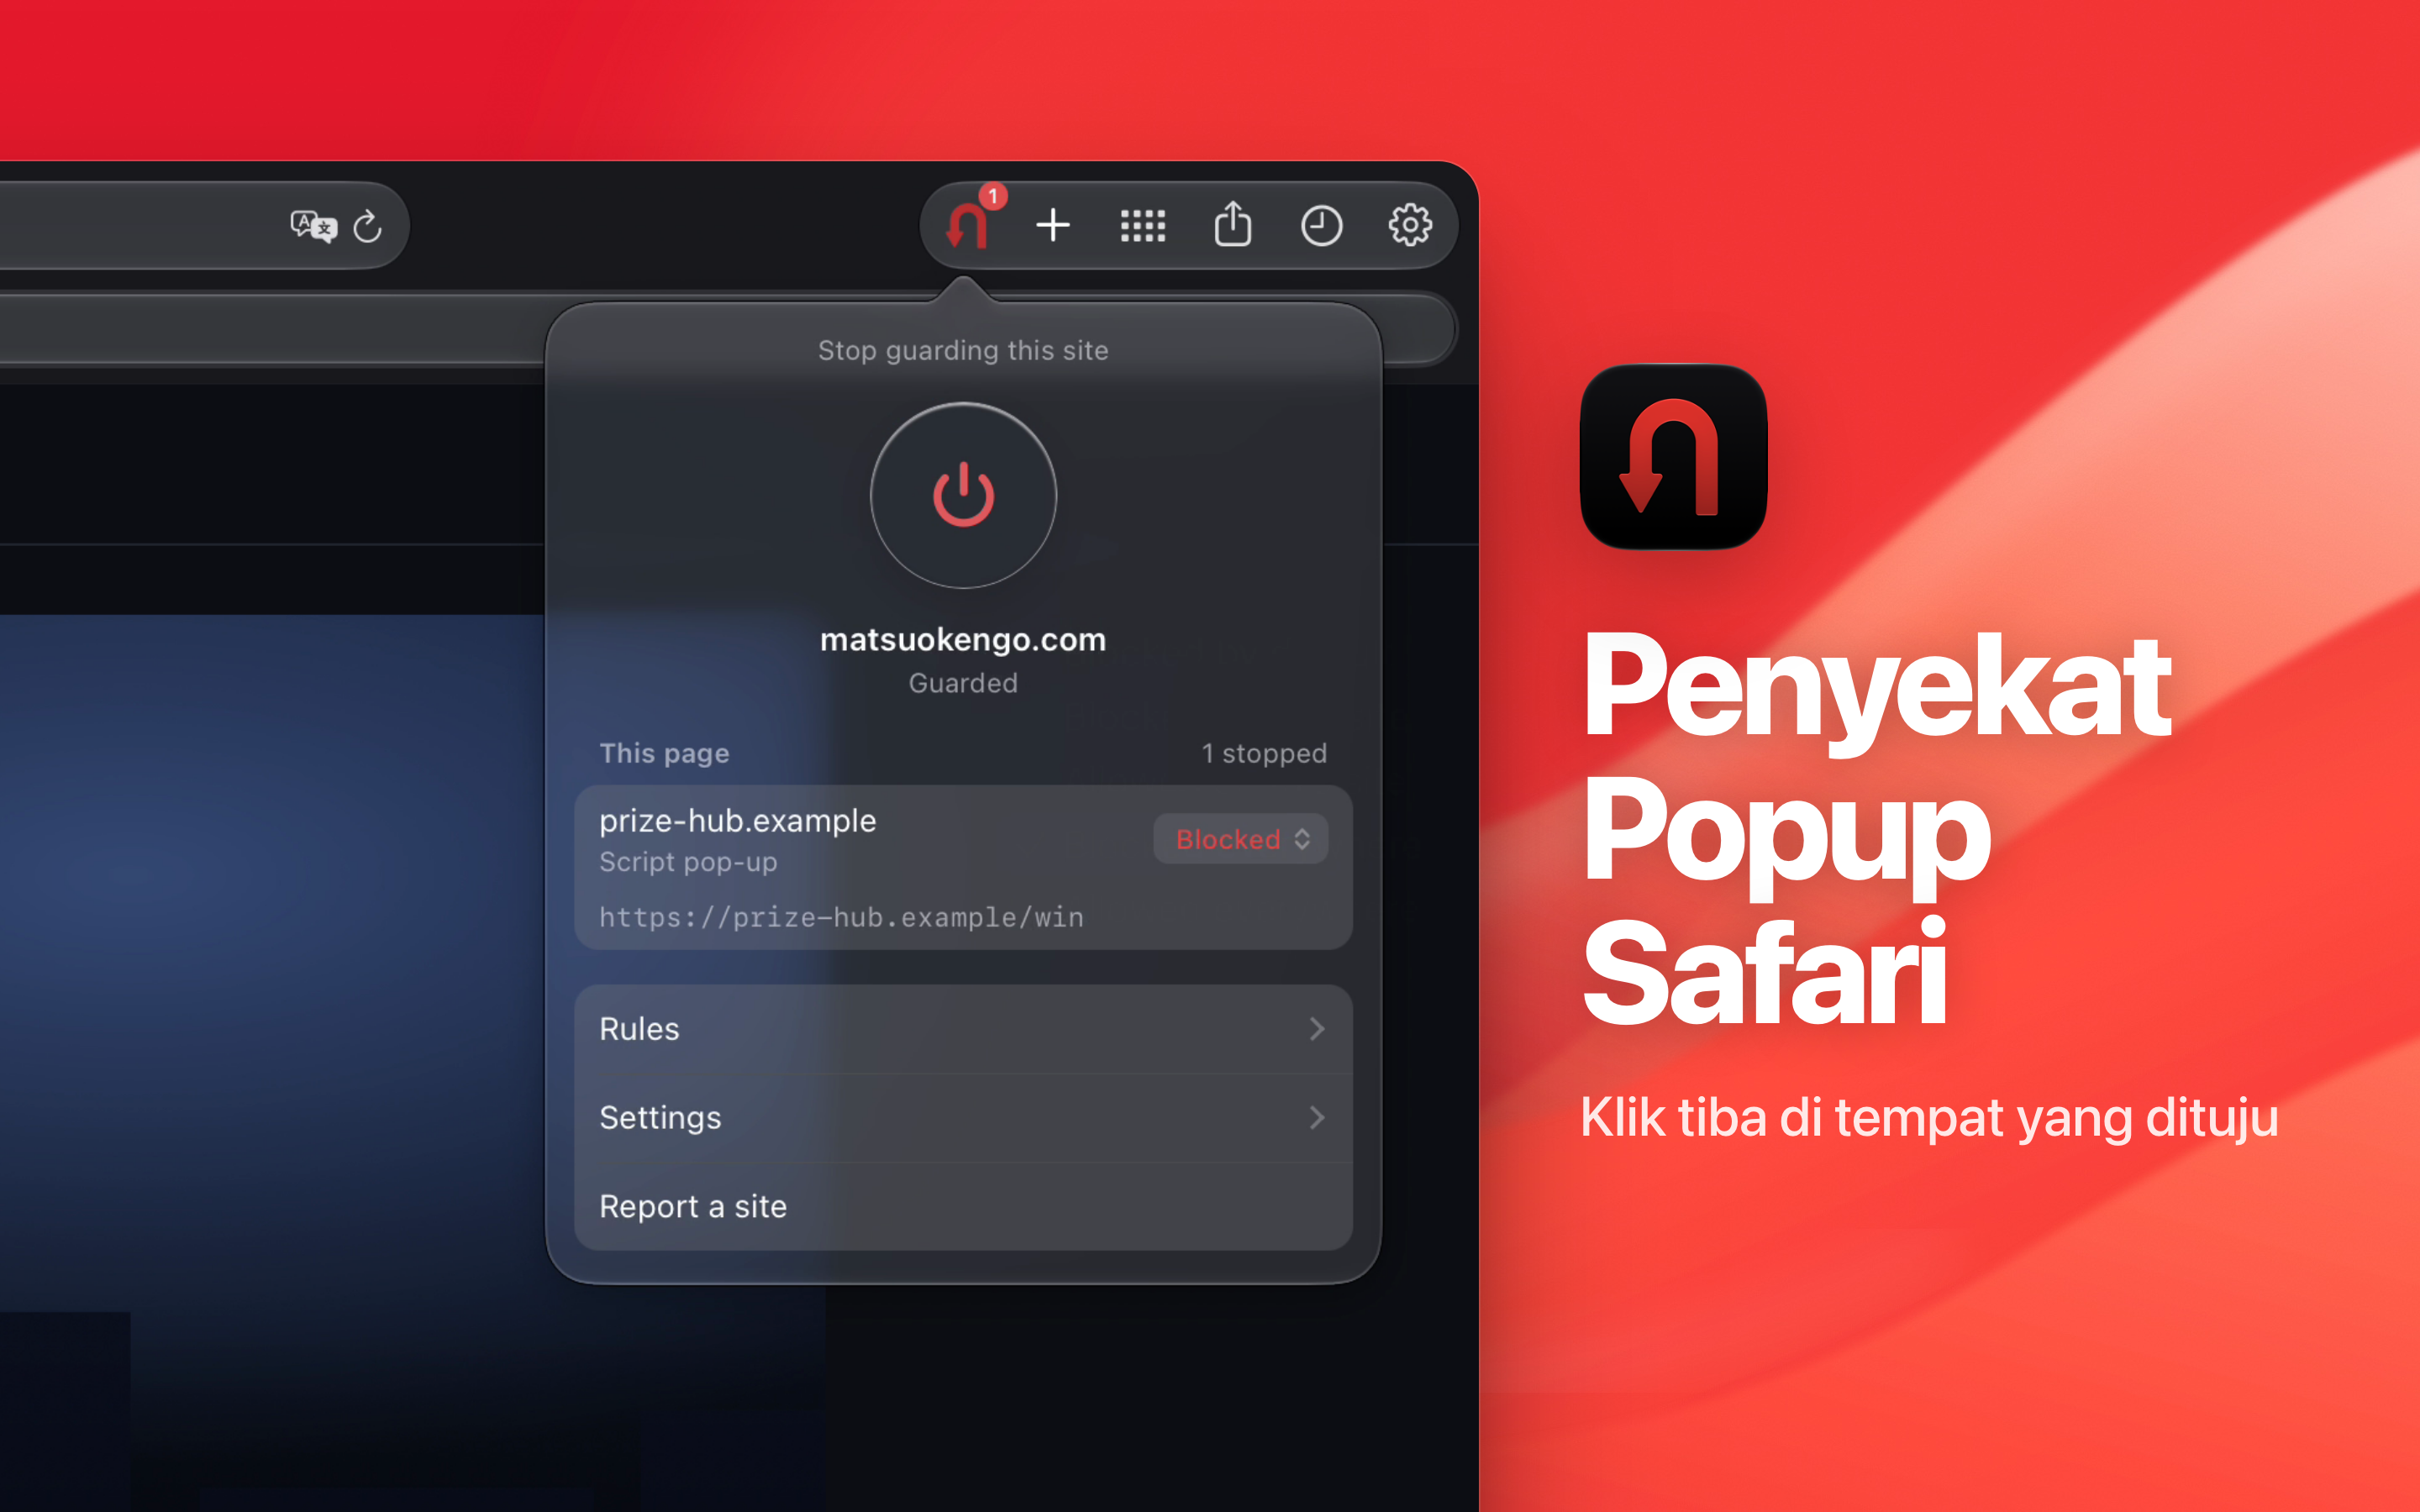 1
Stop guarding this site
matsuokengo.com
Guarded
This page
1 stopped
prize-hub.example
Script pop-up
Blocked
https://prize-hub.example/win
Rules
Settings
Report a site
Penyekat
Popup
Safari
Klik tiba di tempat yang dituju